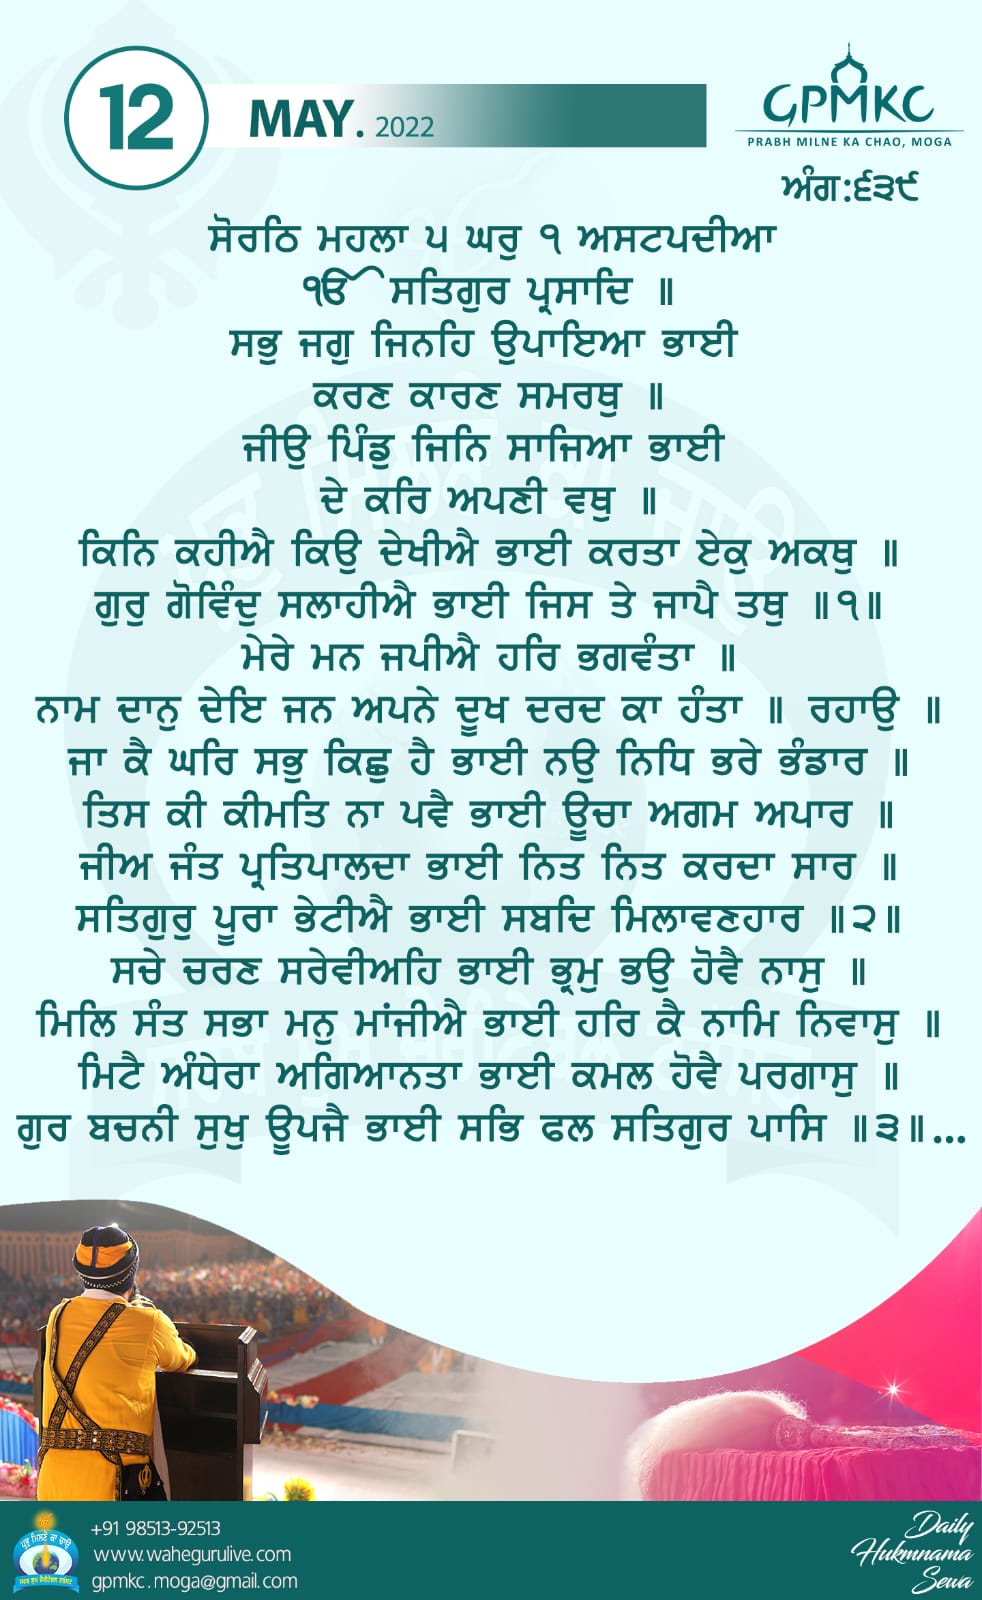 12
MAY. 2022
GPMKC
PRABH MILNE KA CHAO, MOGA
ਅੰਗ:੬੩੯
ਸੋਰਠਿ ਮਹਲਾ ੫ ਘਰੁ ੧ ਅਸਟਪਦੀਆ
ੴ ਸਤਿਗੁਰ ਪ੍ਰਸਾਦਿ ॥
ਸਭੁ ਜਗੁ ਜਿਨਹਿ ਉਪਾਇਆ ਭਾਈ
ਕਰਣ ਕਾਰਣ ਸਮਰਥੁ ॥
ਜੀਉ ਪਿੰਡੁ ਜਿਨਿ ਸਾਜਿਆ ਭਾਈ
ਦੇ ਕਰਿ ਅਪਣੀ ਵਥੁ ॥
ਕਿਨਿ ਕਹੀਐ ਕਿਉ ਦੇਖੀਐ ਭਾਈ ਕਰਤਾ ਏਕੁ ਅਕਥੁ ॥
ਗੁਰੁ ਗੋਵਿੰਦੁ ਸਲਾਹੀਐ ਭਾਈ ਜਿਸ ਤੇ ਜਾਪੈ ਤਥੁ ॥੧॥
ਮੇਰੇ ਮਨ ਜਪੀਐ ਹਰਿ ਭਗਵੰਤਾ ॥
ਨਾਮ ਦਾਨੁ ਦੇਇ ਜਨ ਅਪਨੇ ਦੂਖ ਦਰਦ ਕਾ ਹੰਤਾ ॥ ਰਹਾਉ ॥
ਜਾ ਕੈ ਘਰਿ ਸਭੁ ਕਿਛੁ ਹੈ ਭਾਈ ਨਉ ਨਿਧਿ ਭਰੇ ਭੰਡਾਰ ॥
ਤਿਸ ਕੀ ਕੀਮਤਿ ਨਾ ਪਵੈ ਭਾਈ ਊਚਾ ਅਗਮ ਅਪਾਰ ॥
ਜੀਅ ਜੰਤ ਪ੍ਰਤਿਪਾਲਦਾ ਭਾਈ ਨਿਤ ਨਿਤ ਕਰਦਾ ਸਾਰ ॥
ਸਤਿਗੁਰੁ ਪੂਰਾ ਭੇਟੀਐ ਭਾਈ ਸਬਦਿ ਮਿਲਾਵਣਹਾਰ ॥੨॥
ਸਚੇ ਚਰਣ ਸਰੇਵੀਅਹਿ ਭਾਈ ਭ੍ਰਮੁ ਭਉ ਹੋਵੈ ਨਾਸੁ ॥
ਮਿਲਿ ਸੰਤ ਸਭਾ ਮਨੁ ਮਾਂਜੀਐ ਭਾਈ ਹਰਿ ਕੈ ਨਾਮਿ ਨਿਵਾਸੁ ॥
ਮਿਟੈ ਅੰਧੇਰਾ ਅਗਿਆਨਤਾ ਭਾਈ ਕਮਲ ਹੋਵੈ ਪਰਗਾਸੁ ॥
ਗੁਰ ਬਚਨੀ ਸੁਖੁ ਊਪਜੈ ਭਾਈ ਸਭਿ ਫਲ ਸਤਿਗੁਰ ਪਾਸਿ ॥੩॥...
ਪ੍ਰਭੂ ਮਿਲਣੇ ਕਾ ਚਾਓ
+91 98513-92513
www.wahegurulive.com
gpmkc.moga@gmail.com
Daily
Hukmnama
Sewa